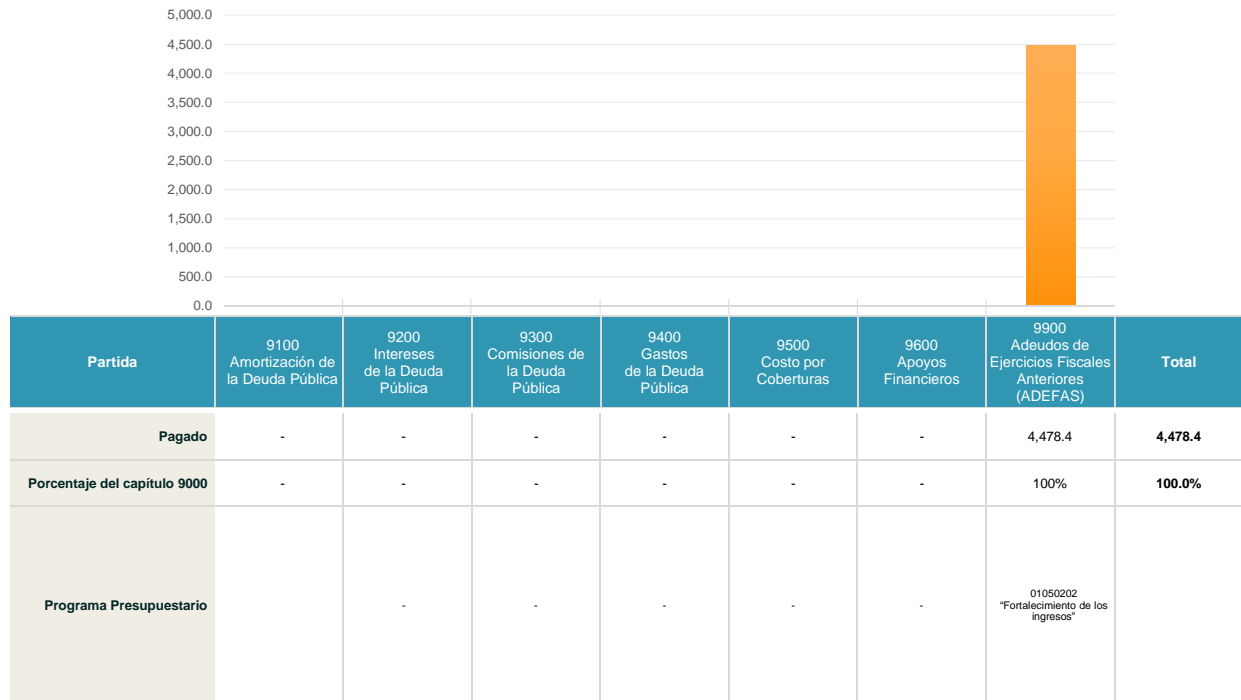 5,000.0
4,500.0
4,000.0
3,500.0
3,000.0
2,500.0
2,000.0
1,500.0
1,000.0
500.0
0.0
Partida
9100
Amortización de
la Deuda Pública
9200
Intereses
de la Deuda
Pública
9300
Comisiones de
la Deuda
Pública
9400
Gastos
de la Deuda
Pública
9500
Costo por
Coberturas
9600
Apoyos
Financieros
9900
Adeudos de
Ejercicios Fiscales
Anteriores
(ADEFAS)
Total
Pagado - - - - - - 4,478.4 4,478.4
Porcentaje del capítulo 9000 - - - - - - 100% 100.0%
Programa Presupuestario - - - - -
01050202
"Fortalecimiento de los
ingresos"